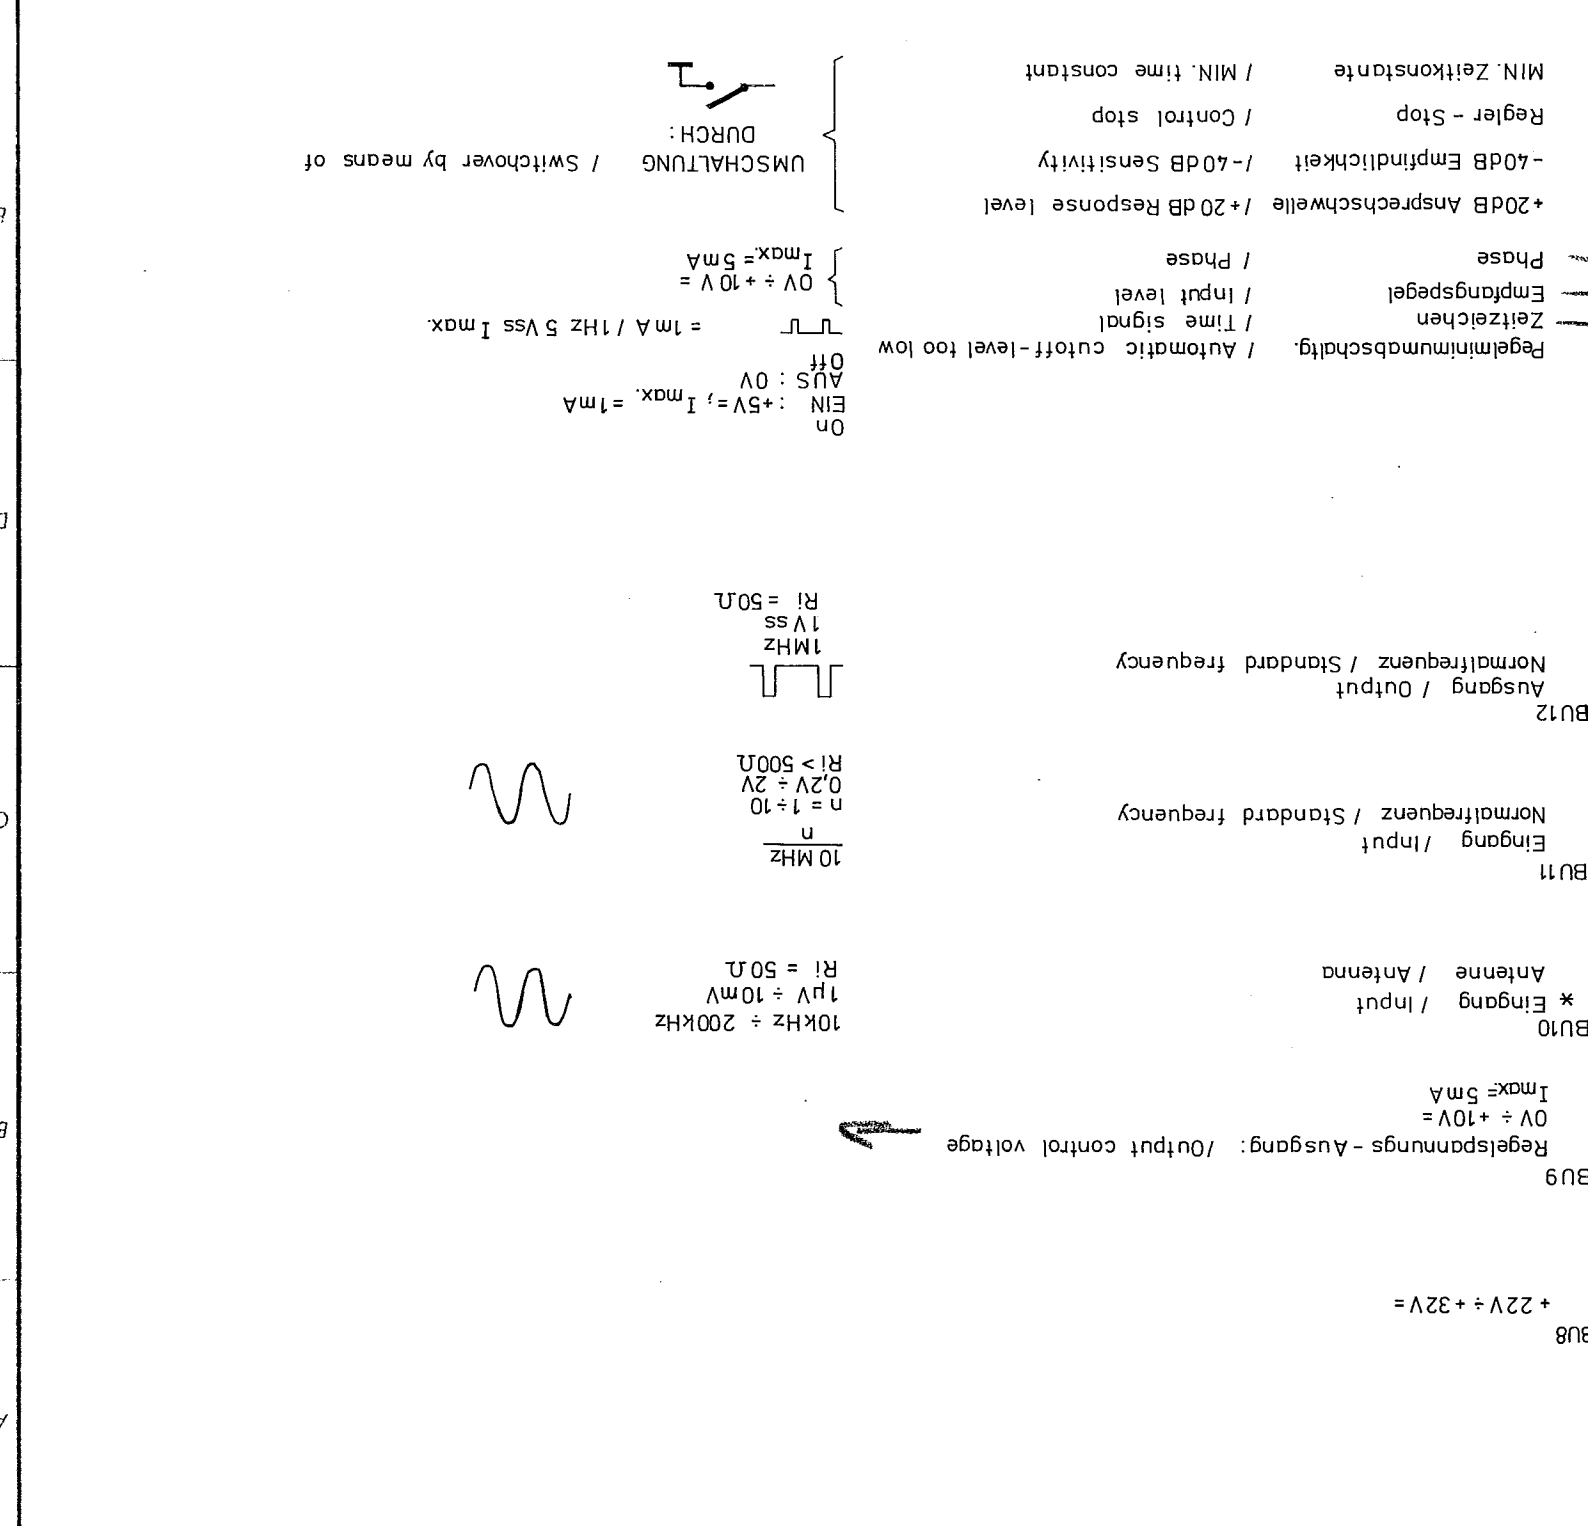 BU8
+ 22V ÷ + 32V =
BU9
Regelspannungs - Ausgang: / Output control voltage
0V ÷ +10V =
Imax.= 5mA
BU10
* Eingang / Input
Antenne / Antenna
10kHz ÷ 200kHz
1µV ÷ 10mV
Ri = 50Ω
BU11
Eingang / Input
Normalfrequenz / Standard frequency
10 MHz
n
n = 1÷10
0,2V ÷ 2V
Ri > 500Ω
BU12
Ausgang / Output
Normalfrequenz / Standard frequency
1MHz
1Vss
Ri = 50Ω
Pegelminimumabschaltg. / Automatic cutoff-level too low
On
EIN : +5V=; Imax. =1mA
AUS : 0V
Off
Zeitzeichen / Time signal
= 1mA / 1Hz 5 Vss Imax.
Empfangspegel / Input level
Phase / Phase
0V ÷ + 10 V =
Imax.= 5mA
+20dB Ansprechschwelle / +20dB Response level
-40dB Empfindlichkeit / -40dB Sensitivity
Regler - Stop / Control stop
MIN. Zeitkonstante / MIN. time constant
UMSCHALTUNG / Switchover by means of
DURCH:
A
B
C
D